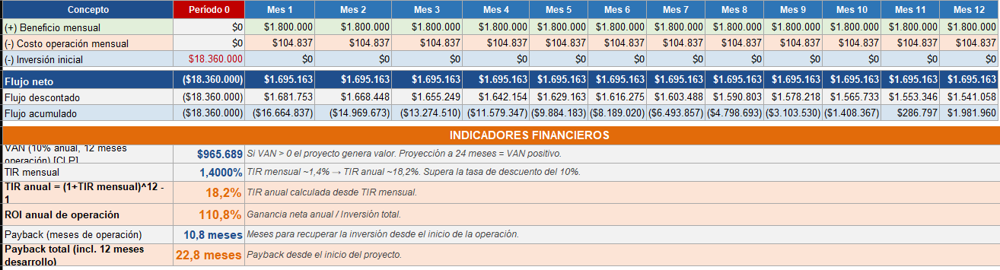 Concepto Período 0 Mes 1 Mes 2 Mes 3 Mes 4 Mes 5 Mes 6 Mes 7 Mes 8 Mes 9 Mes 10 Mes 11 Mes 12
(+) Beneficio mensual $0 $1.800.000 $1.800.000 $1.800.000 $1.800.000 $1.800.000 $1.800.000 $1.800.000 $1.800.000 $1.800.000 $1.800.000 $1.800.000 $1.800.000
(-) Costo operación mensual $0 $104.837 $104.837 $104.837 $104.837 $104.837 $104.837 $104.837 $104.837 $104.837 $104.837 $104.837 $104.837
(-) Inversión inicial $18.360.000 $0 $0 $0 $0 $0 $0 $0 $0 $0 $0 $0 $0
Flujo neto ($18.360.000) $1.695.163 $1.695.163 $1.695.163 $1.695.163 $1.695.163 $1.695.163 $1.695.163 $1.695.163 $1.695.163 $1.695.163 $1.695.163 $1.695.163
Flujo descontado ($18.360.000) $1.681.753 $1.668.448 $1.655.249 $1.642.154 $1.629.163 $1.616.275 $1.603.488 $1.590.803 $1.578.218 $1.565.733 $1.553.346 $1.541.058
Flujo acumulado ($18.360.000) ($16.664.837) ($14.969.673) ($13.274.510) ($11.579.347) ($9.884.183) ($8.189.020) ($6.493.857) ($4.798.693) ($3.103.530) ($1.408.367) $286.797 $1.981.960
INDICADORES FINANCIEROS
VAN (10% anual, 12 meses
operación) [CLP] $965.689 Si VAN > 0 el proyecto genera valor. Proyección a 24 meses = VAN positivo.
TIR mensual 1,4000% TIR mensual ~1,4% → TIR anual ~18,2%. Supera la tasa de descuento del 10%.
TIR anual = (1+TIR mensual)^12 -
1 18,2% TIR anual calculada desde TIR mensual.
ROI anual de operación 110,8% Ganancia neta anual / Inversión total.
Payback (meses de operación) 10,8 meses Meses para recuperar la inversión desde el inicio de la operación.
Payback total (incl. 12 meses
desarrollo) 22,8 meses Payback desde el inicio del proyecto.